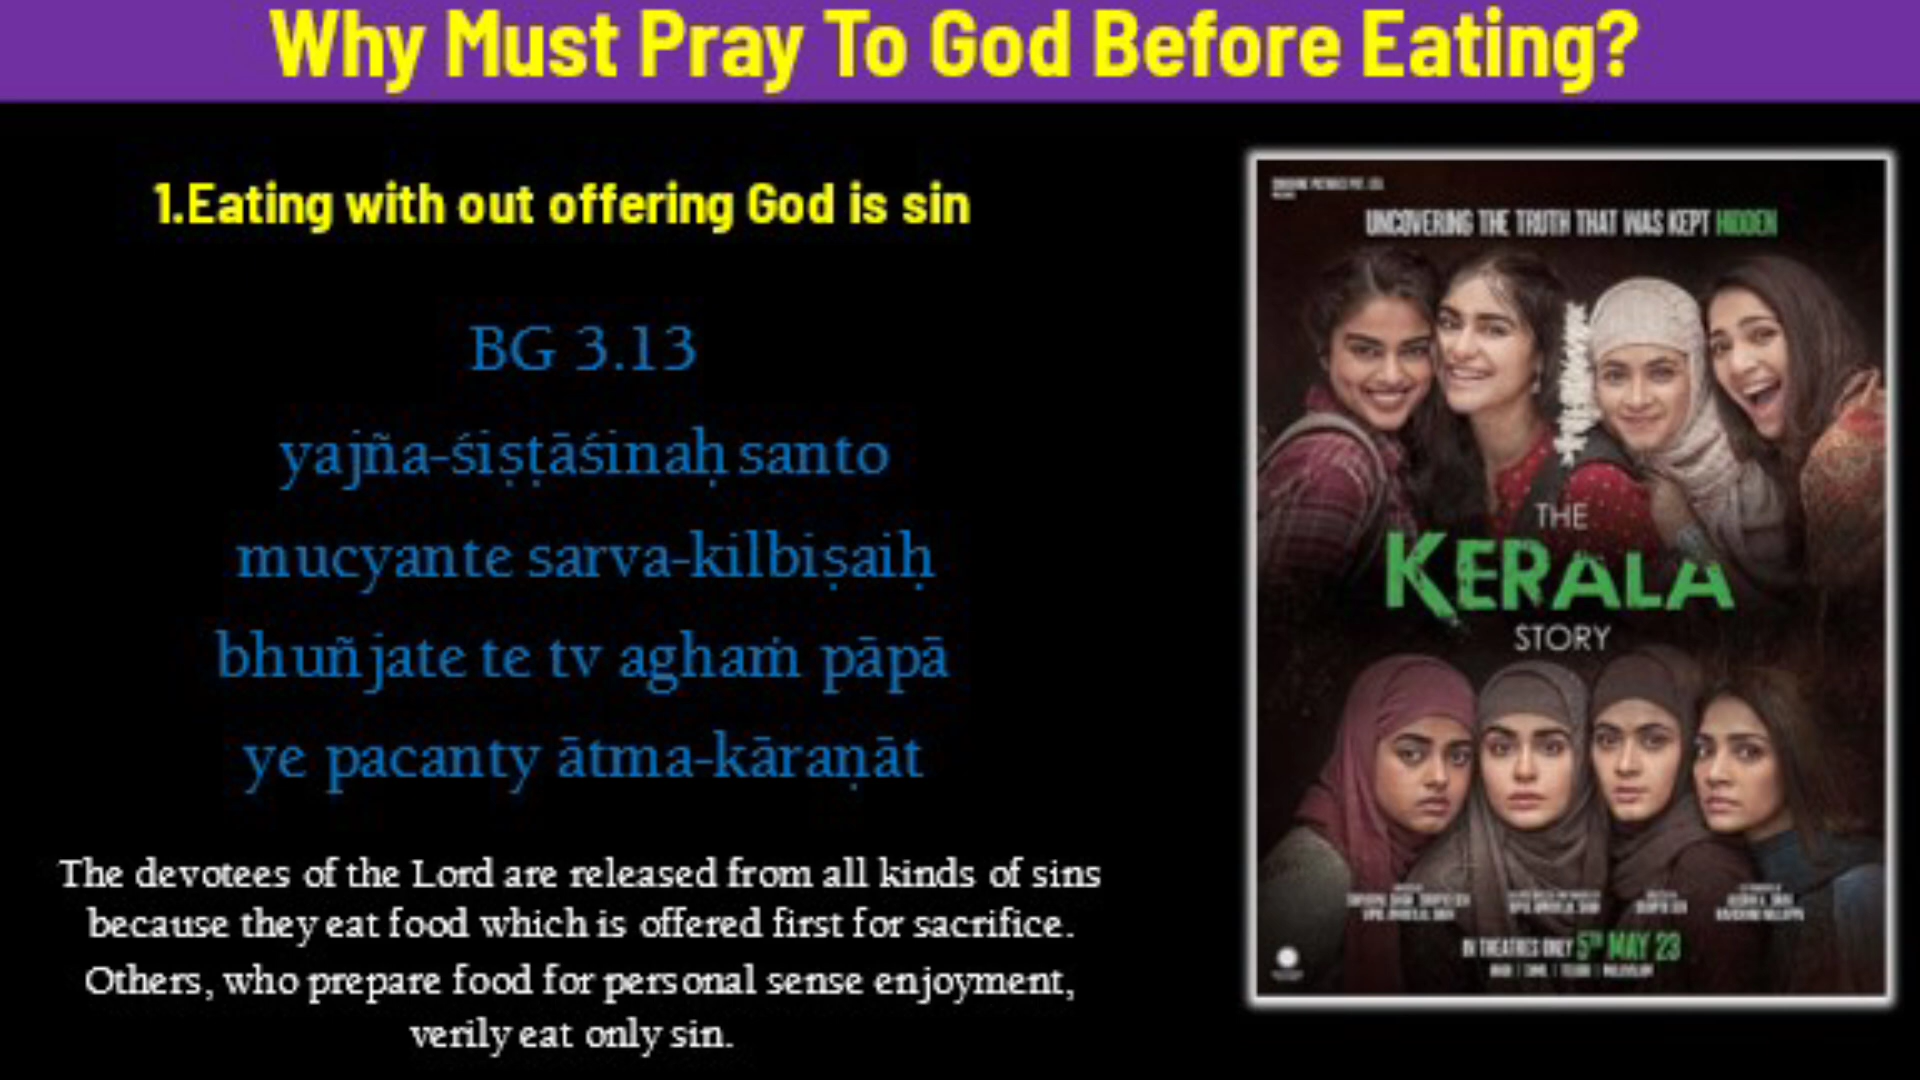 Why Must Pray To God Before Eating?
1.Eating with out offering God is sin
BG 3.13
yajña-śiṣṭāśinaḥ santo
mucyante sarva-kilbiṣaiḥ
bhuñjate te tv aghaṁ pāpā
ye pacanty ātma-kāraṇāt
The devotees of the Lord are released from all kinds of sins
because they eat food which is offered first for sacrifice.
Others, who prepare food for personal sense enjoyment,
verily eat only sin.
UNCOVERING THE TRUTH THAT WAS KEPT HIDDEN
THE
KERALA
STORY
IN THEATRES ONLY 5TH MAY 23